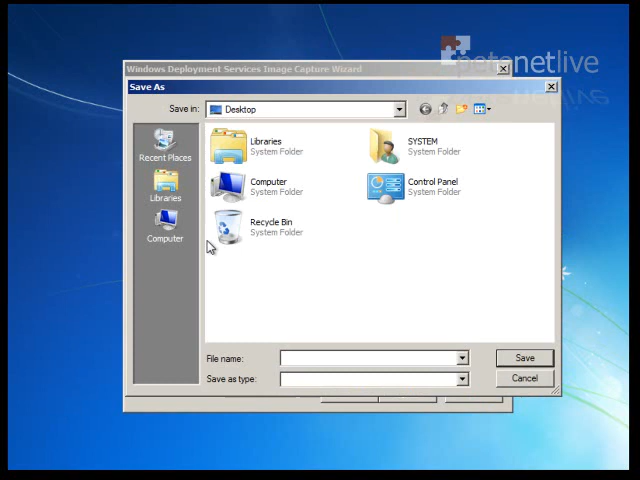 petenetlive
Windows Deployment Services Image Capture Wizard
Save As
Save in:
Desktop
Recent Places
Libraries
Computer
Libraries
System Folder
SYSTEM
System Folder
Computer
System Folder
Control Panel
System Folder
Recycle Bin
System Folder
File name:
Save
Save as type:
Cancel